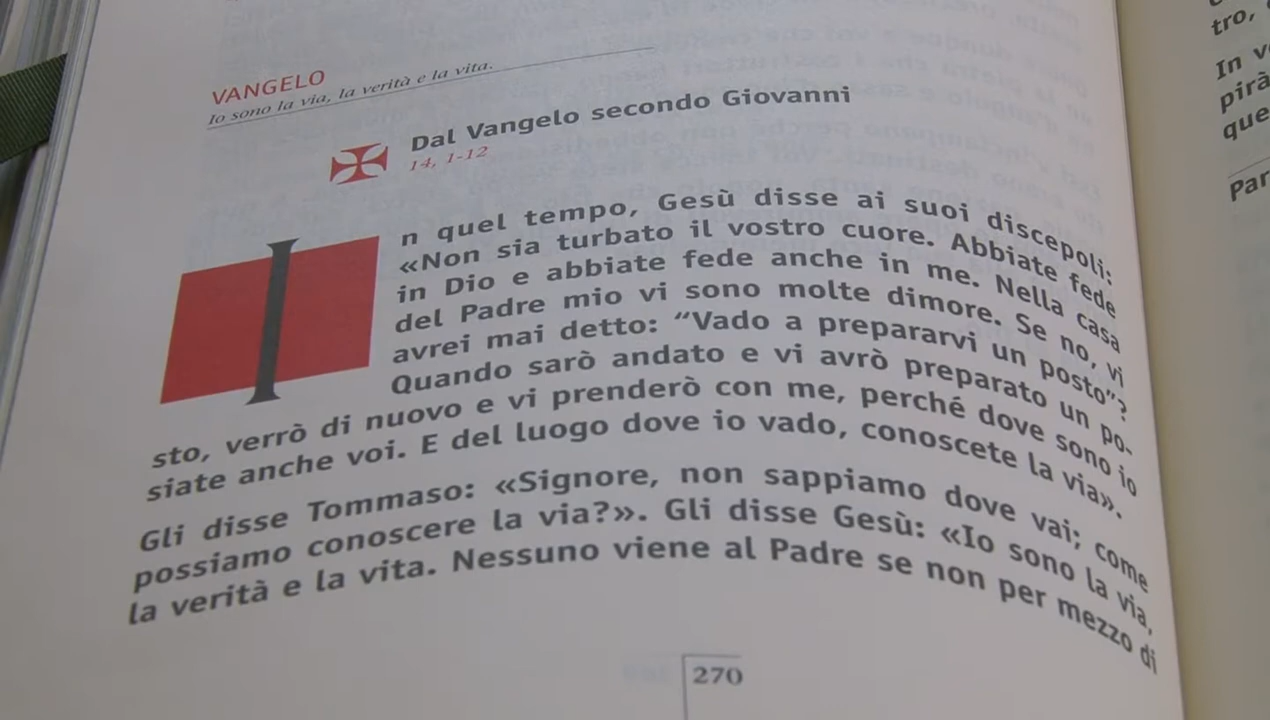 VANGELO
Io sono la via, la verità e la vita.
Dal Vangelo secondo Giovanni
14, 1-12
In quel tempo, Gesù disse ai suoi discepoli:
«Non sia turbato il vostro cuore. Abbiate fede
in Dio e abbiate fede anche in me. Nella casa
del Padre mio vi sono molte dimore. Se no, vi
avrei mai detto: “Vado a prepararvi un posto”?
Quando sarò andato e vi avrò preparato un po-
sto, verrò di nuovo e vi prenderò con me, perché dove sono io
siate anche voi. E del luogo dove io vado, conoscete la via».
Gli disse Tommaso: «Signore, non sappiamo dove vai; come
possiamo conoscere la via?». Gli disse Gesù: «Io sono la via,
la verità e la vita. Nessuno viene al Padre se non per mezzo di
270
tro,
In v
pirà
que
Par